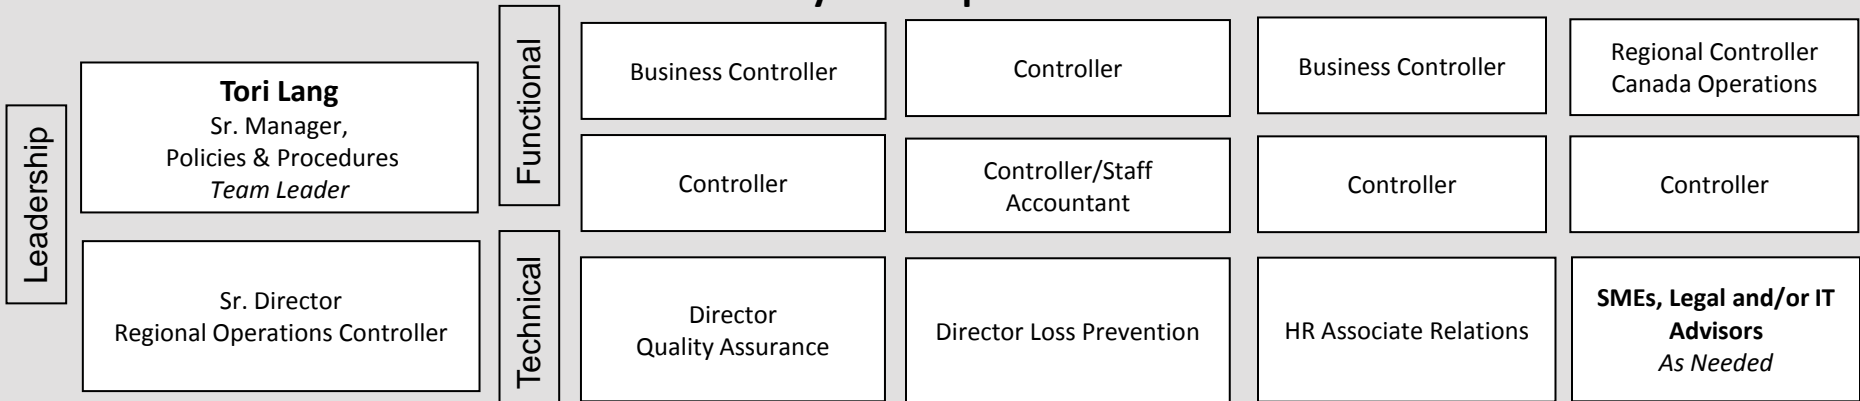 Leadership
Tori Lang
Sr. Manager,
Policies & Procedures
Team Leader
Sr. Director
Regional Operations Controller
Functional
Business Controller
Controller
Business Controller
Regional Controller
Canada Operations
Controller
Controller/Staff
Accountant
Controller
Controller
Technical
Director
Quality Assurance
Director Loss Prevention
HR Associate Relations
SMEs, Legal and/or IT
Advisors
As Needed